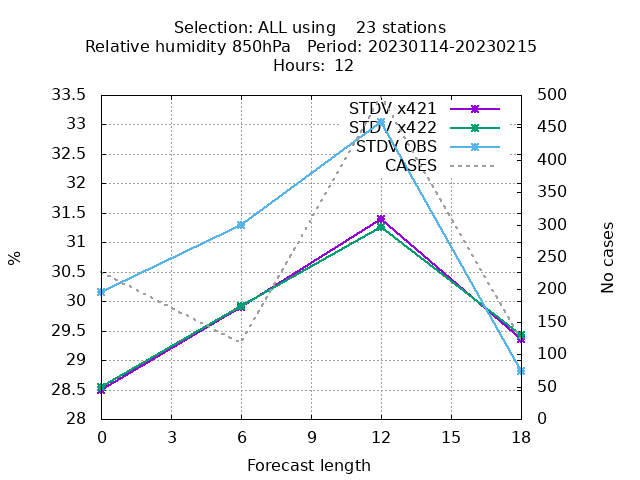 Selection: ALL using    23 stations
Relative humidity 850hPa   Period: 20230114-20230215
Hours:  12
STDV x421
STDV x422
STDV OBS
CASES
33.5
33
32.5
32
31.5
31
30.5
30
29.5
29
28.5
28
500
450
400
350
300
250
200
150
100
50
0
%
No cases
0 3 6 9 12 15 18
Forecast length